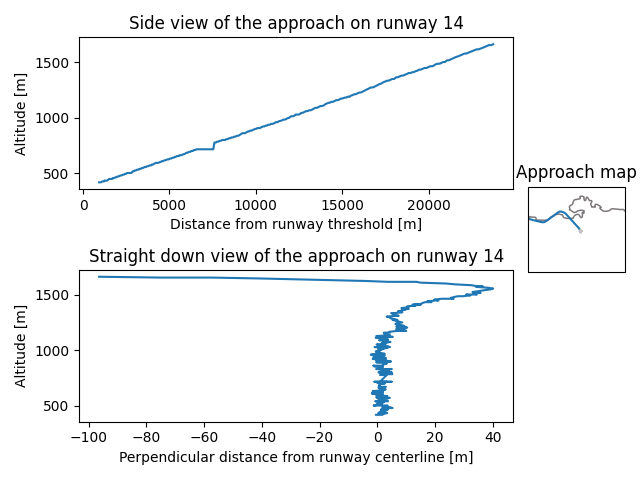 Side view of the approach on runway 14
1500
1000
500
Altitude [m]
0 5000 10000 15000 20000
Distance from runway threshold [m]
Approach map
Straight down view of the approach on runway 14
1500
1000
500
Altitude [m]
−100 −80 −60 −40 −20 0 20 40
Perpendicular distance from runway centerline [m]